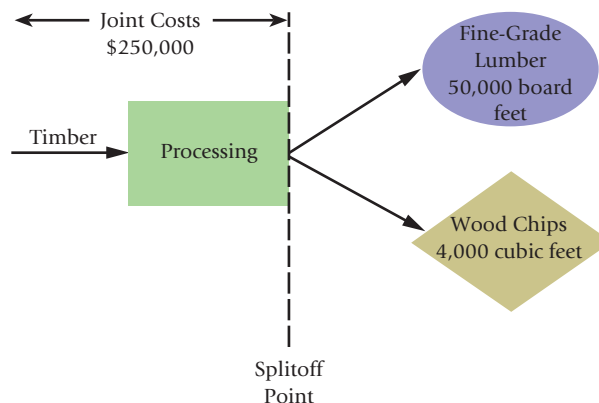 Joint Costs
$250,000
Timber
Processing
Fine-Grade
Lumber
50,000 board
feet
Wood Chips
4,000 cubic feet
Splitoff
Point